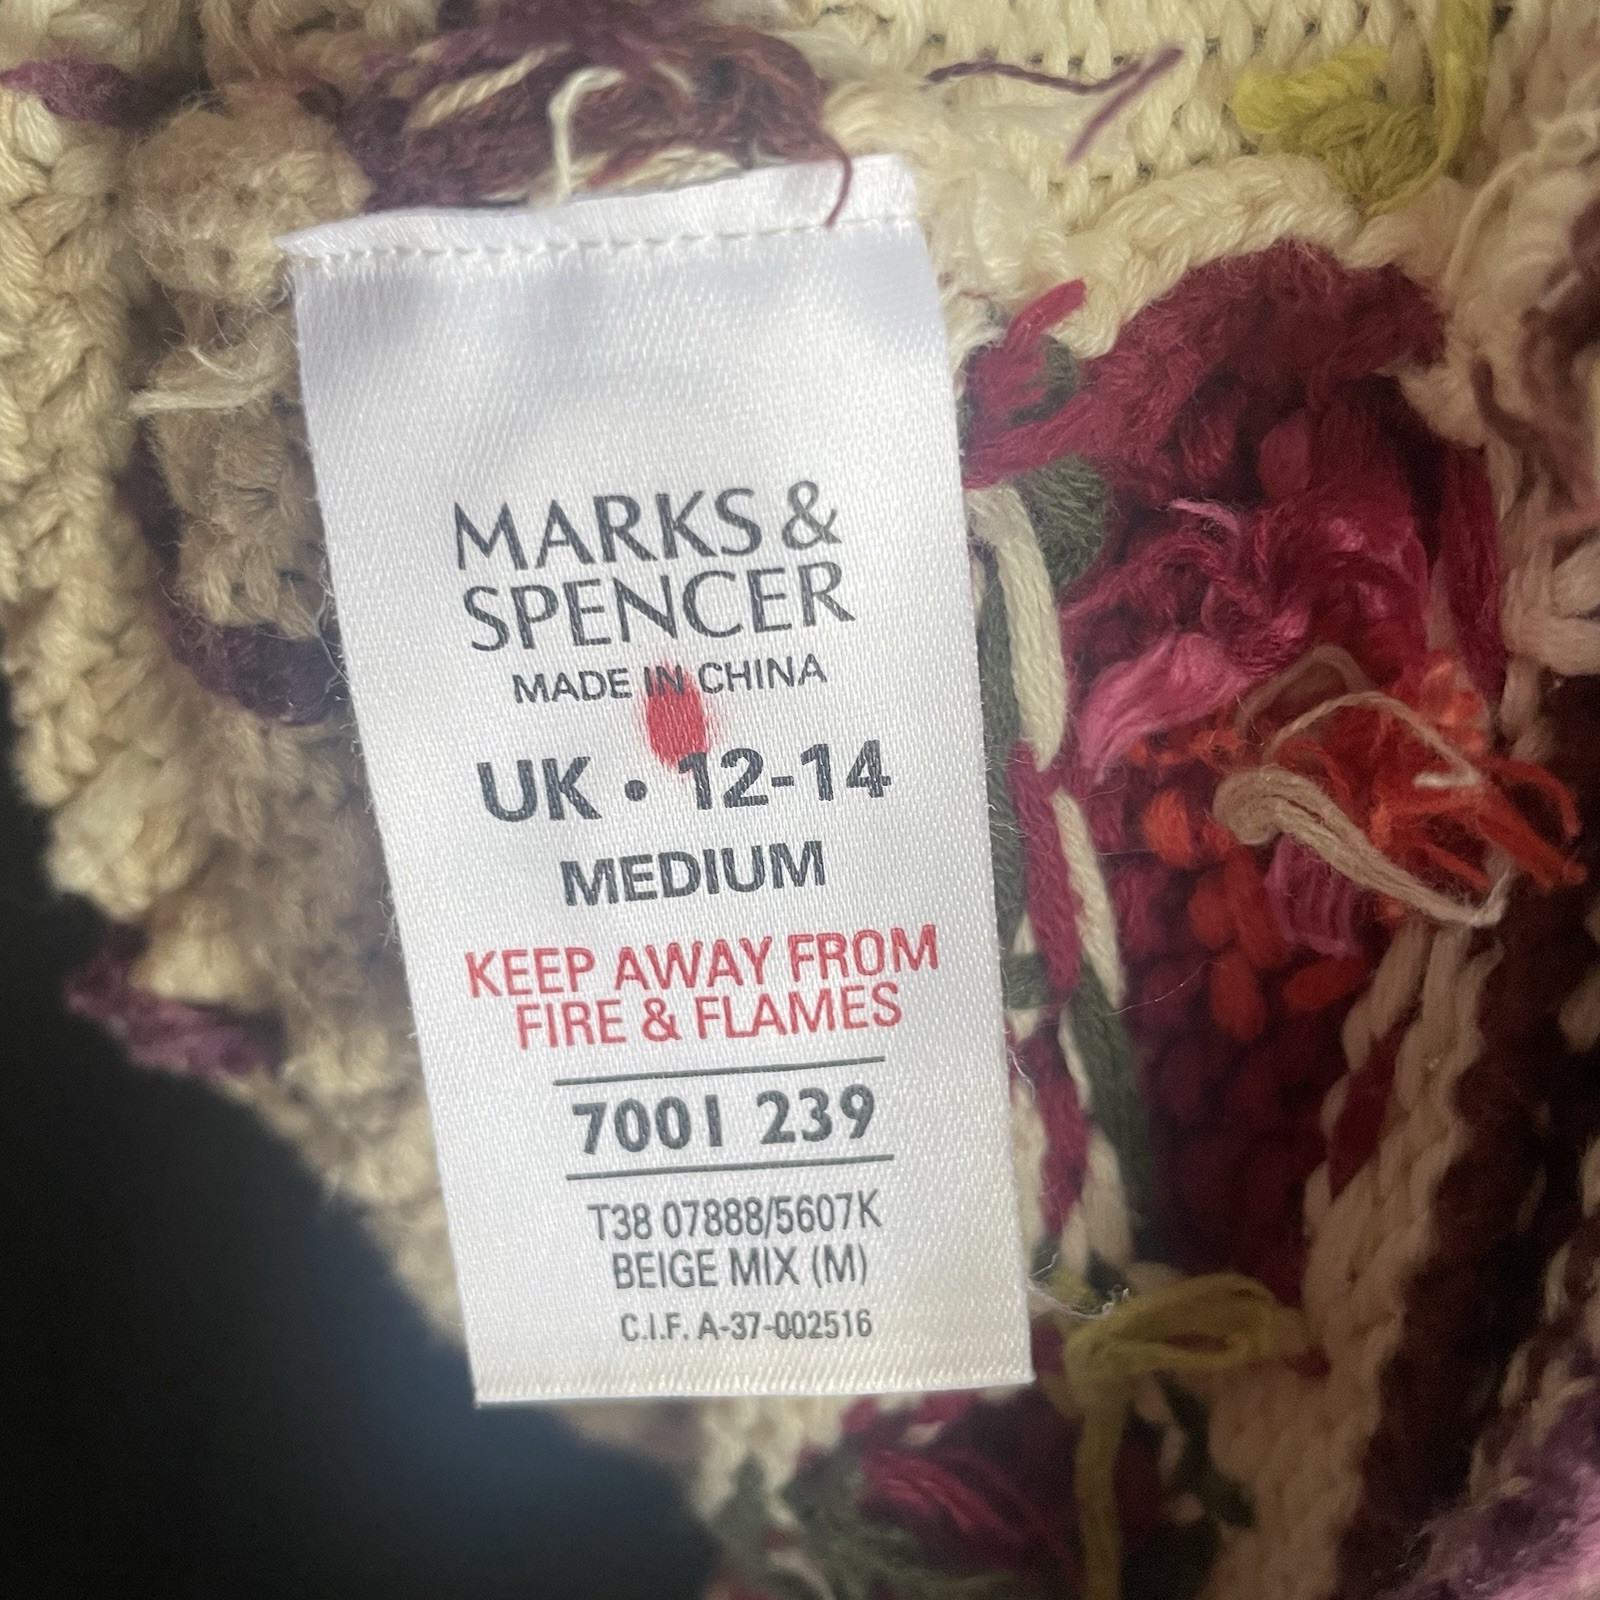 MARKS &
SPENCER
MADE IN CHINA
UK • 12-14
MEDIUM
KEEP AWAY FROM
FIRE & FLAMES
7001 239
T38 07888/5607K
BEIGE MIX (M)
C.I.F. A-37-002516